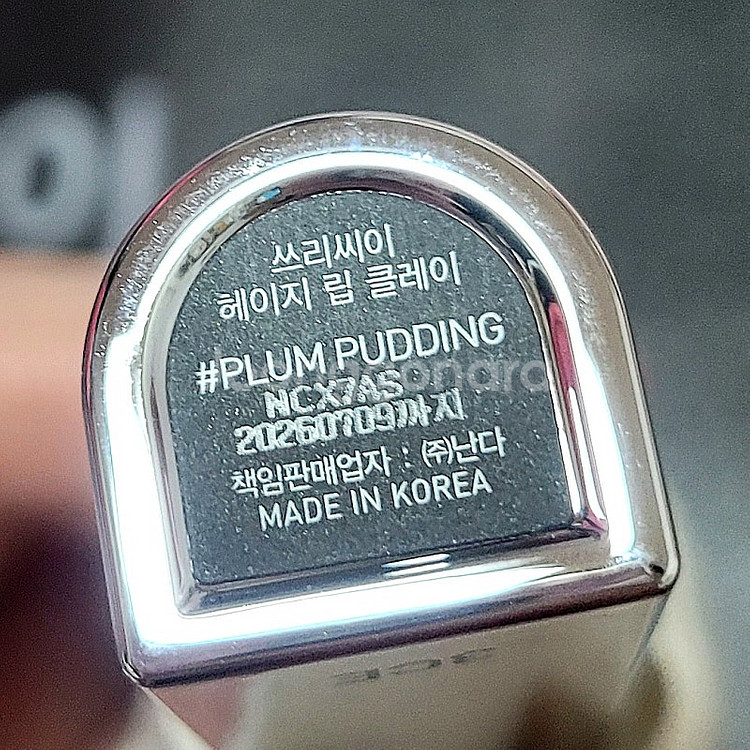 쓰리씨이
헤이지 립 클레이
#PLUM PUDDING
NCX7AS
20260709까지
책임판매업자 : ㈜난다
MADE IN KOREA
3CE